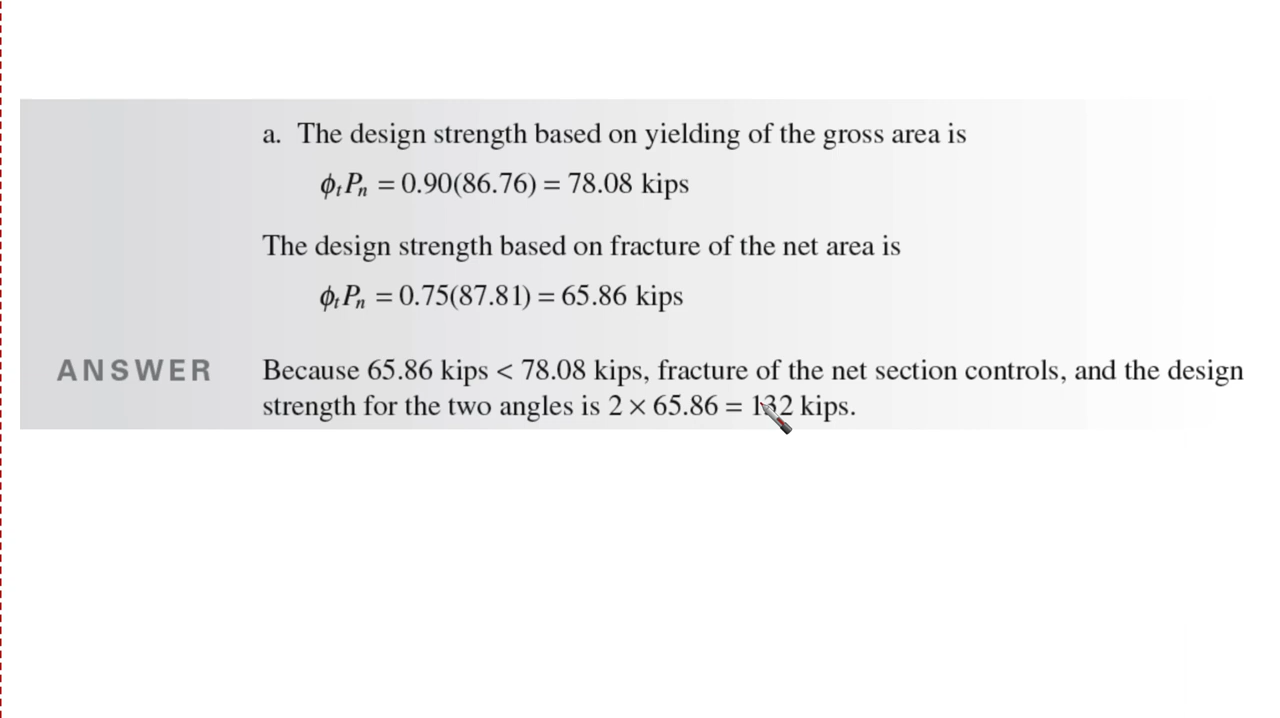 a. The design strength based on yielding of the gross area is
ϕₜPₙ = 0.90(86.76) = 78.08 kips
The design strength based on fracture of the net area is
ϕₜPₙ = 0.75(87.81) = 65.86 kips
ANSWER Because 65.86 kips < 78.08 kips, fracture of the net section controls, and the design
strength for the two angles is 2 × 65.86 = 132 kips.